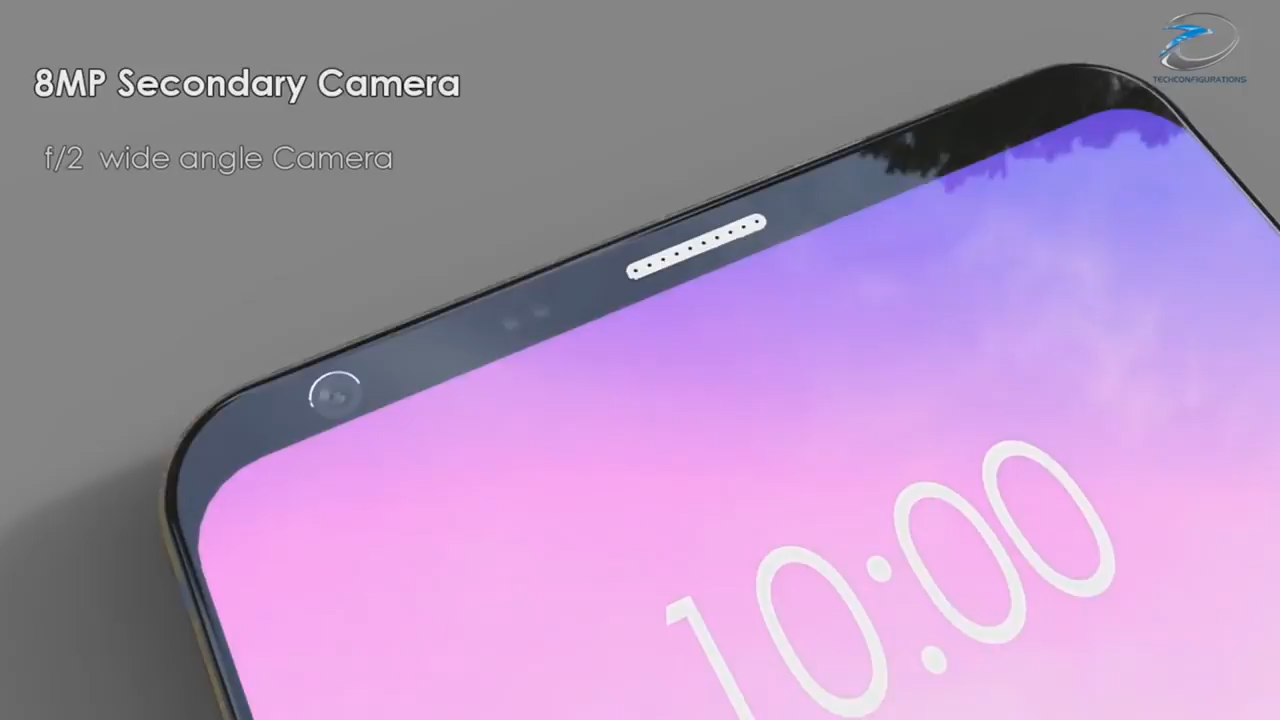 8MP Secondary Camera
f/2 wide angle Camera
TECHCONFIGURATIONS
10:00